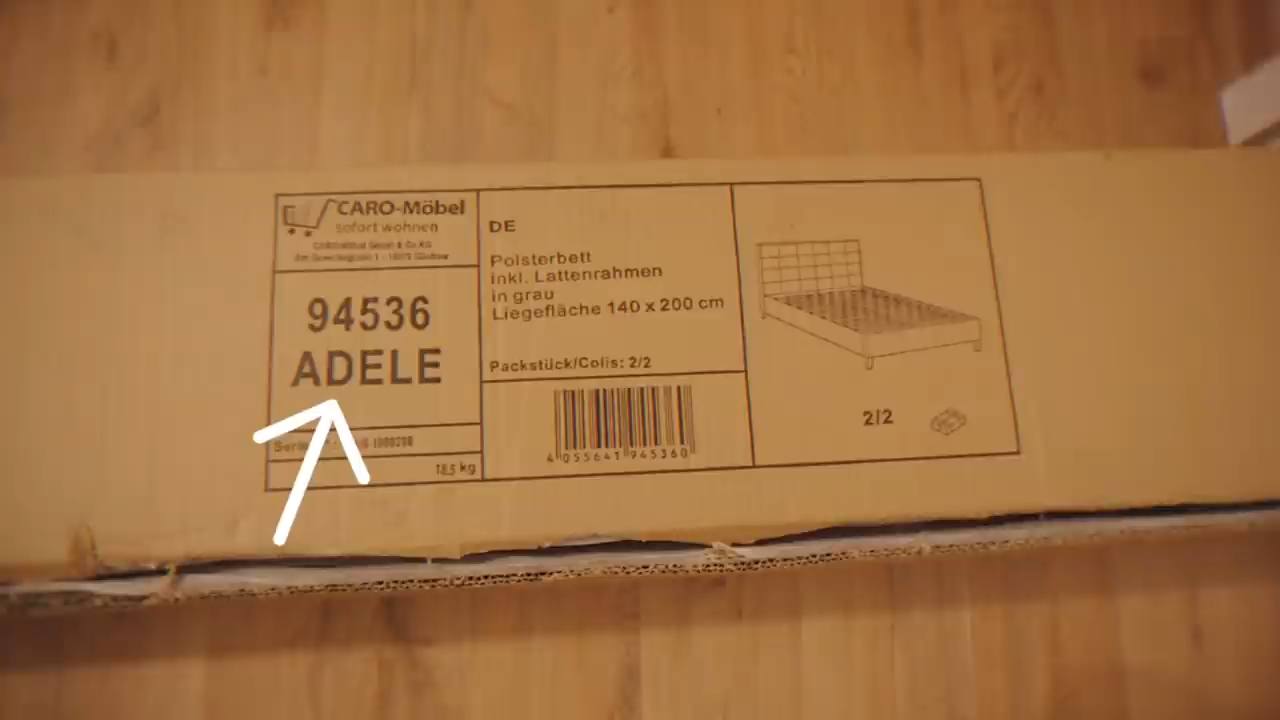 CARO-Möbel
sofort wohnen
94536
ADELE
18,5 kg
DE
Polsterbett
inkl. Lattenrahmen
in grau
Liegefläche 140 x 200 cm
Packstück/Colis: 2/2
4 055641 945360
2/2